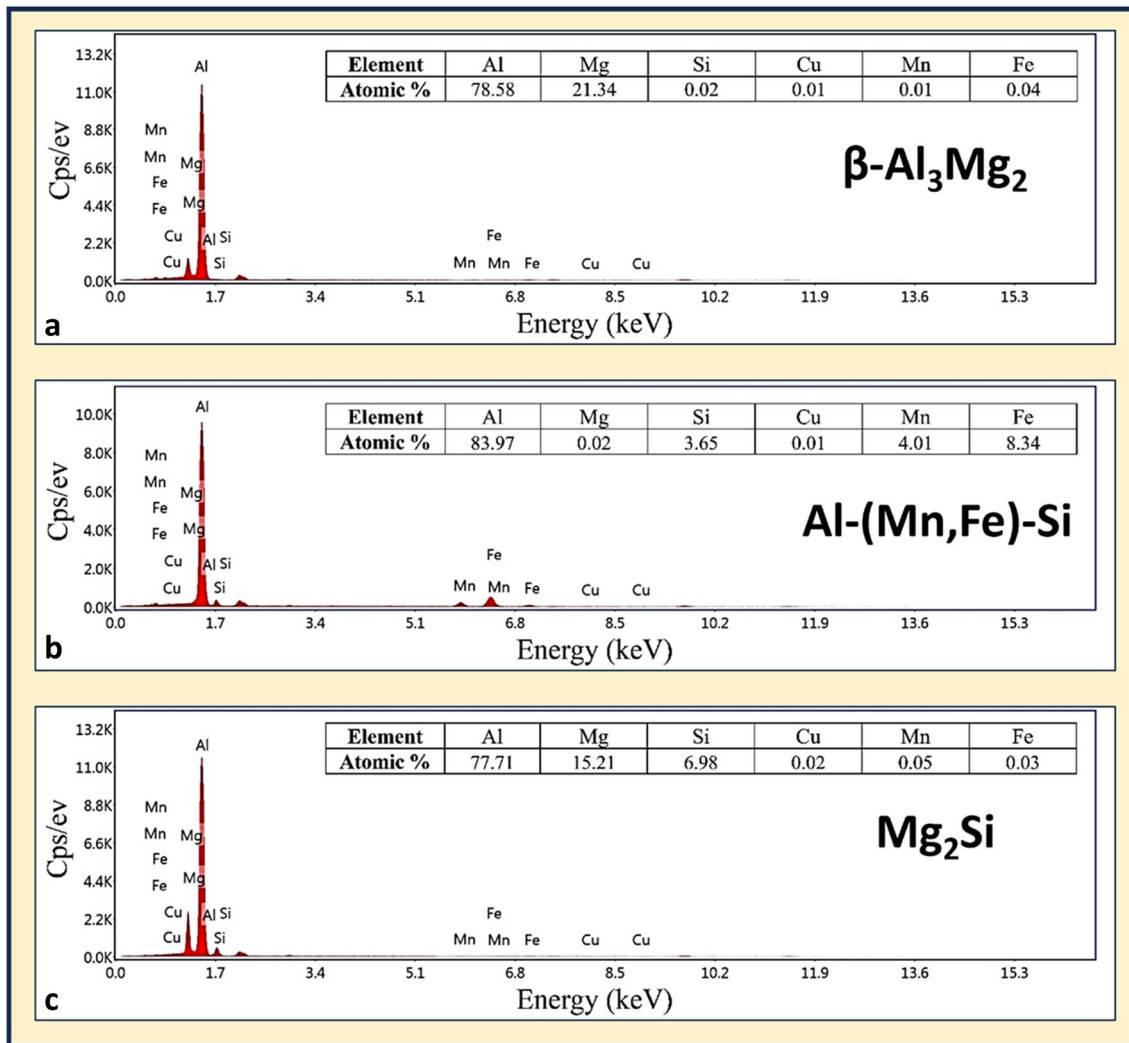 13.2K
Al
Element Al Mg Si Cu Mn Fe
Atomic % 78.58 21.34 0.02 0.01 0.01 0.04
11.0K
8.8K Mn
Mn
6.6K Mg
β-Al₃Mg₂
Fe
4.4K Fe Mg
Cu Al Si Fe
2.2K
Cu Si Mn Mn Fe Cu Cu
0.0K
0.0 1.7 3.4 5.1 6.8 8.5 10.2 11.9 13.6 15.3
Cps/ev
Energy (keV)
a
10.0K Al
Element Al Mg Si Cu Mn Fe
Atomic % 83.97 0.02 3.65 0.01 4.01 8.34
8.0K Mn
Mn
6.0K Mg
Fe
Al-(Mn,Fe)-Si
4.0K Fe Mg
Cu Al Si Fe
2.0K
Cu Si Mn Mn Fe Cu Cu
0.0K
0.0 1.7 3.4 5.1 6.8 8.5 10.2 11.9 13.6 15.3
Cps/ev
Energy (keV)
b
13.2K
Al
Element Al Mg Si Cu Mn Fe
Atomic % 77.71 15.21 6.98 0.02 0.05 0.03
11.0K
8.8K Mn
Mn Mg
6.6K
Mg₂Si
Fe
4.4K Fe Mg
2.2K Cu Al Si Fe
Cu Si Mn Mn Fe Cu Cu
0.0K
0.0 1.7 3.4 5.1 6.8 8.5 10.2 11.9 13.6 15.3
Cps/ev
Energy (keV)
c